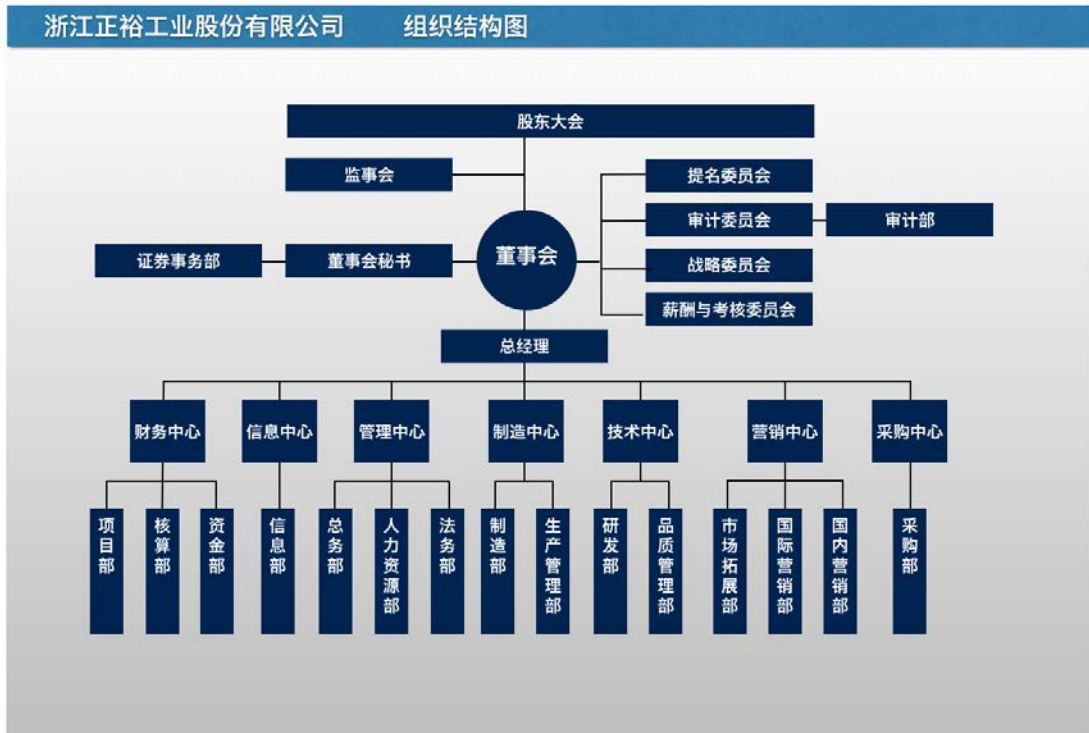 浙江正裕工业股份有限公司 组织结构图
股东大会
监事会
提名委员会
审计委员会
审计部
董事会
证券事务部
董事会秘书
战略委员会
薪酬与考核委员会
总经理
财务中心
信息中心
管理中心
制造中心
技术中心
营销中心
采购中心
项目部
核算部
资金部
信息部
总务部
人力资源部
法务部
制造部
生产管理部
研发部
品质管理部
市场拓展部
国际营销部
国内营销部
采购部